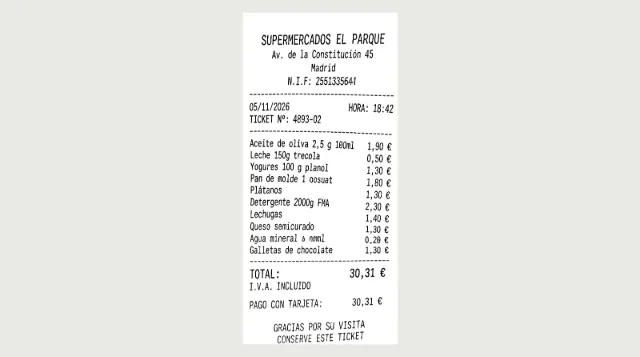 SUPERMERCADOS EL PARQUE
Av. de la Constitución 45
Madrid
N.I.F: 2551335641
05/11/2026 HORA: 18:42
TICKET Nº: 4893-02
Aceite de oliva 2,5 g 100ml 1,90 €
Leche 150g trecola 0,50 €
Yogures 100 g planol 1,30 €
Pan de molde 1 oosuat 1,80 €
Plátanos 1,30 €
Detergente 2000g FMA 2,30 €
Lechugas 1,40 €
Queso semicurado 1,30 €
Agua mineral 0,20 €
Galletas de chocolate 1,30 €
TOTAL: 30,31 €
I.V.A. INCLUIDO
PAGO CON TARJETA: 30,31 €
GRACIAS POR SU VISITA
CONSERVE ESTE TICKET